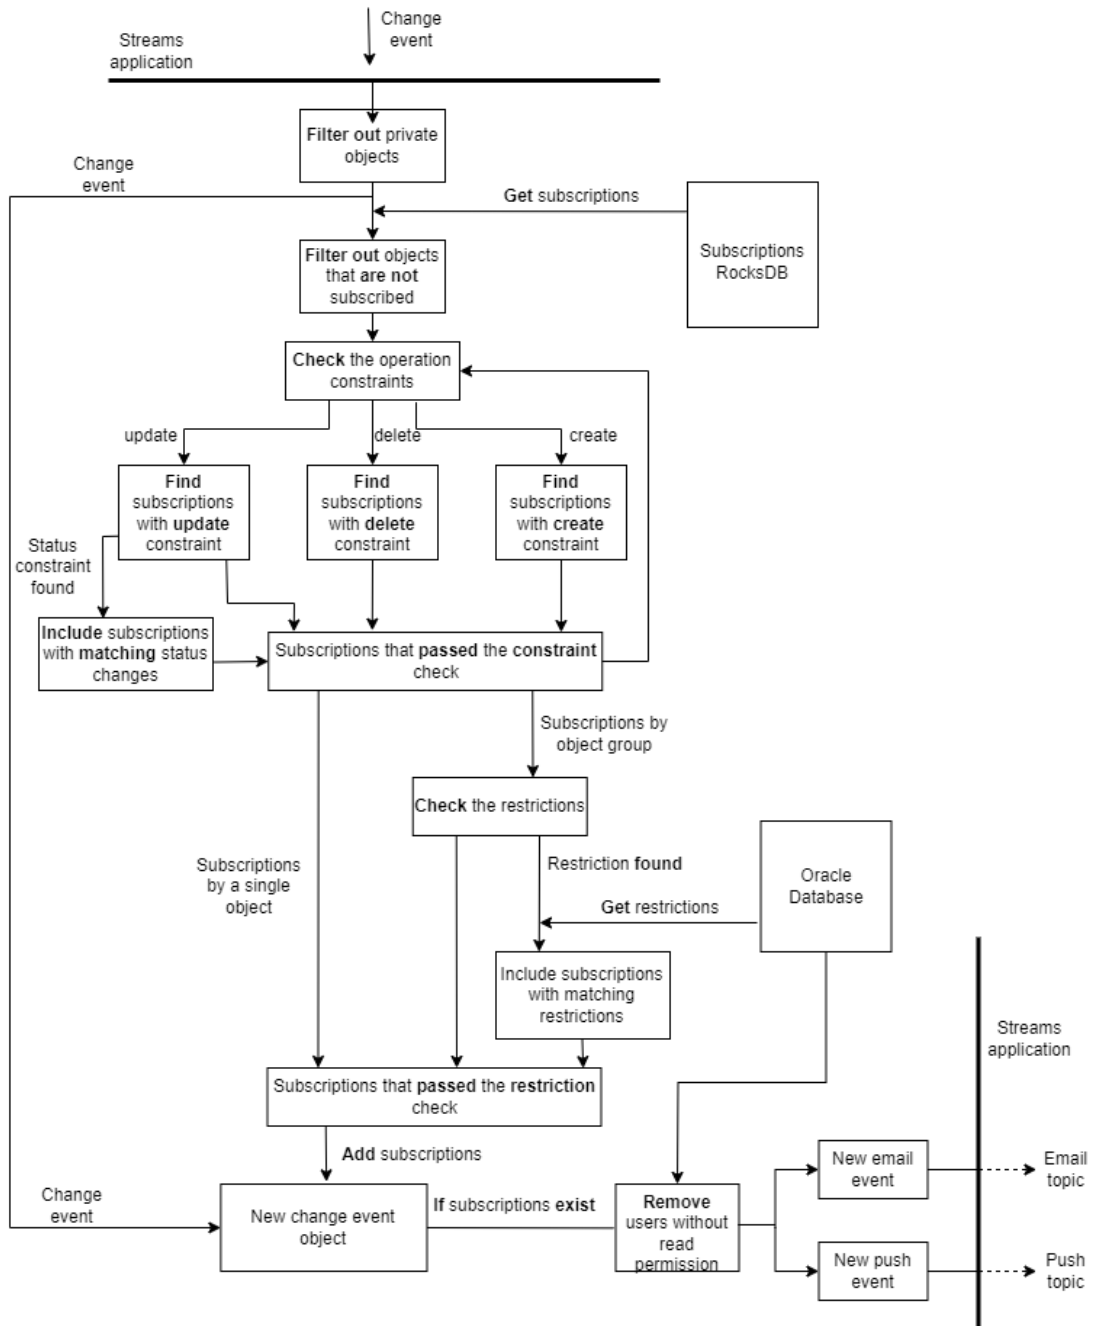 Change
event
Streams
application
Filter out private
objects
Change
event
Get subscriptions
Subscriptions
RocksDB
Filter out objects
that are not
subscribed
Check the operation
constraints
update
delete
create
Find
subscriptions
with update
constraint
Find
subscriptions
with delete
constraint
Find
subscriptions
with create
constraint
Status
constraint
found
Include subscriptions
with matching status
changes
Subscriptions that passed the constraint
check
Subscriptions by
object group
Check the restrictions
Subscriptions
by a single
object
Restriction found
Get restrictions
Oracle
Database
Include subscriptions
with matching
restrictions
Streams
application
Subscriptions that passed the restriction
check
Add subscriptions
Change
event
New change event
object
If subscriptions exist
Remove
users without
read
permission
New email
event
Email
topic
New push
event
Push
topic